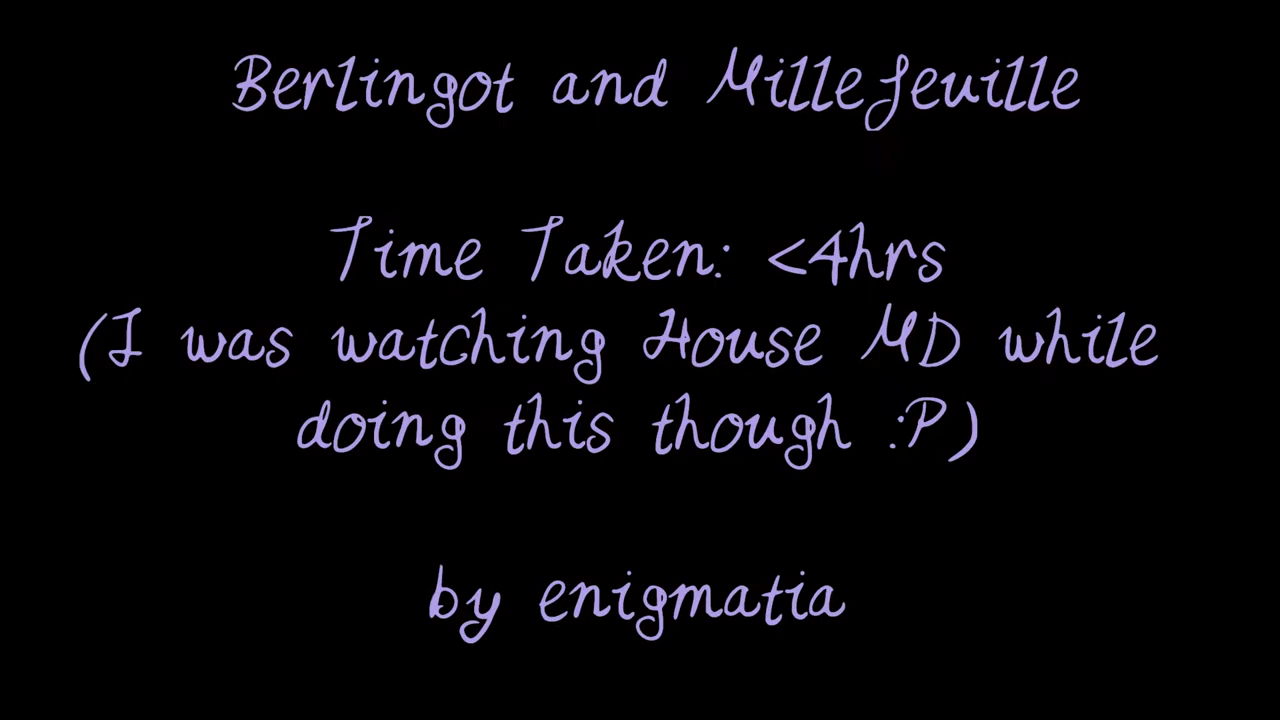 Berlingot and Millefeuille
Time Taken: <4hrs
(I was watching House MD while
doing this though :P)
by enigmatia